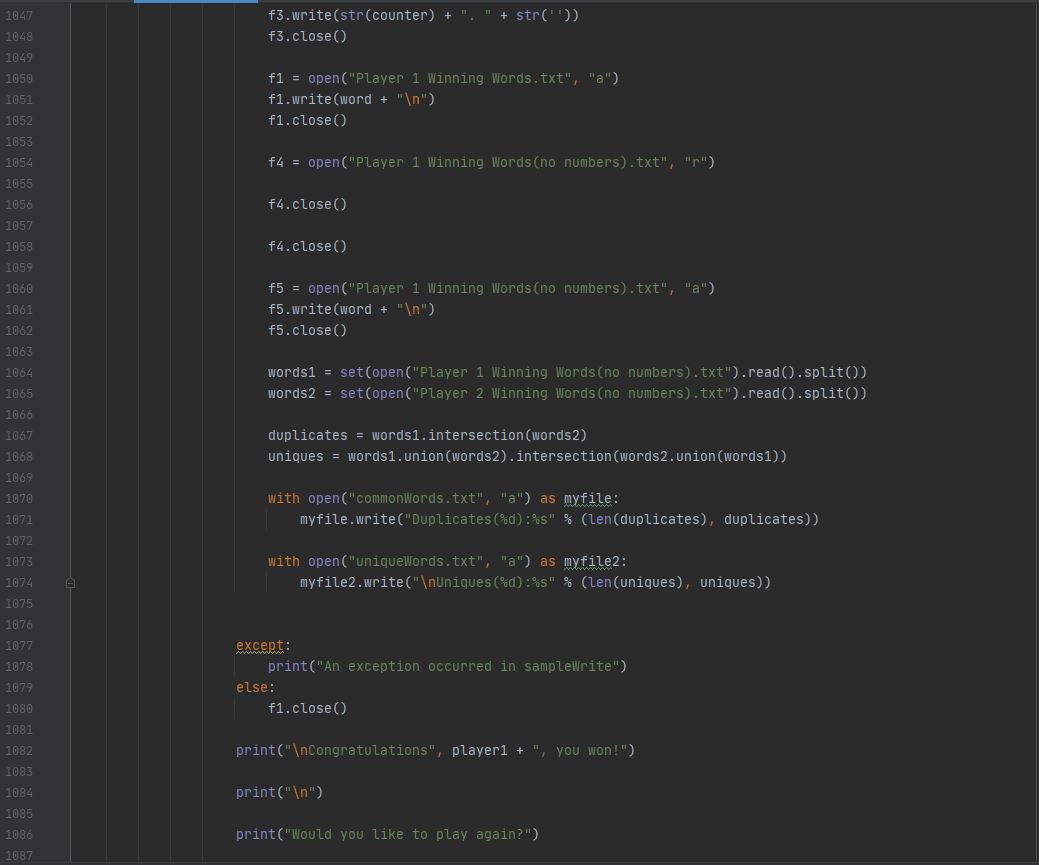 1047 f3.write(str(counter) + ". " + str(''))
1048 f3.close()
1049
1050 f1 = open("Player 1 Winning Words.txt", "a")
1051 f1.write(word + "\n")
1052 f1.close()
1053
1054 f4 = open("Player 1 Winning Words(no numbers).txt", "r")
1055
1056 f4.close()
1057
1058 f4.close()
1059
1060 f5 = open("Player 1 Winning Words(no numbers).txt", "a")
1061 f5.write(word + "\n")
1062 f5.close()
1063
1064 words1 = set(open("Player 1 Winning Words(no numbers).txt").read().split())
1065 words2 = set(open("Player 2 Winning Words(no numbers).txt").read().split())
1066
1067 duplicates = words1.intersection(words2)
1068 uniques = words1.union(words2).intersection(words2.union(words1))
1069
1070 with open("commonWords.txt", "a") as myfile:
1071 myfile.write("Duplicates(%d):%s" % (len(duplicates), duplicates))
1072
1073 with open("uniqueWords.txt", "a") as myfile2:
1074 myfile2.write("\nUniques(%d):%s" % (len(uniques), uniques))
1075
1076
1077 except:
1078 print("An exception occurred in sampleWrite")
1079 else:
1080 f1.close()
1081
1082 print("\nCongratulations", player1 + ", you won!")
1083
1084 print("\n")
1085
1086 print("Would you like to play again?")
1087